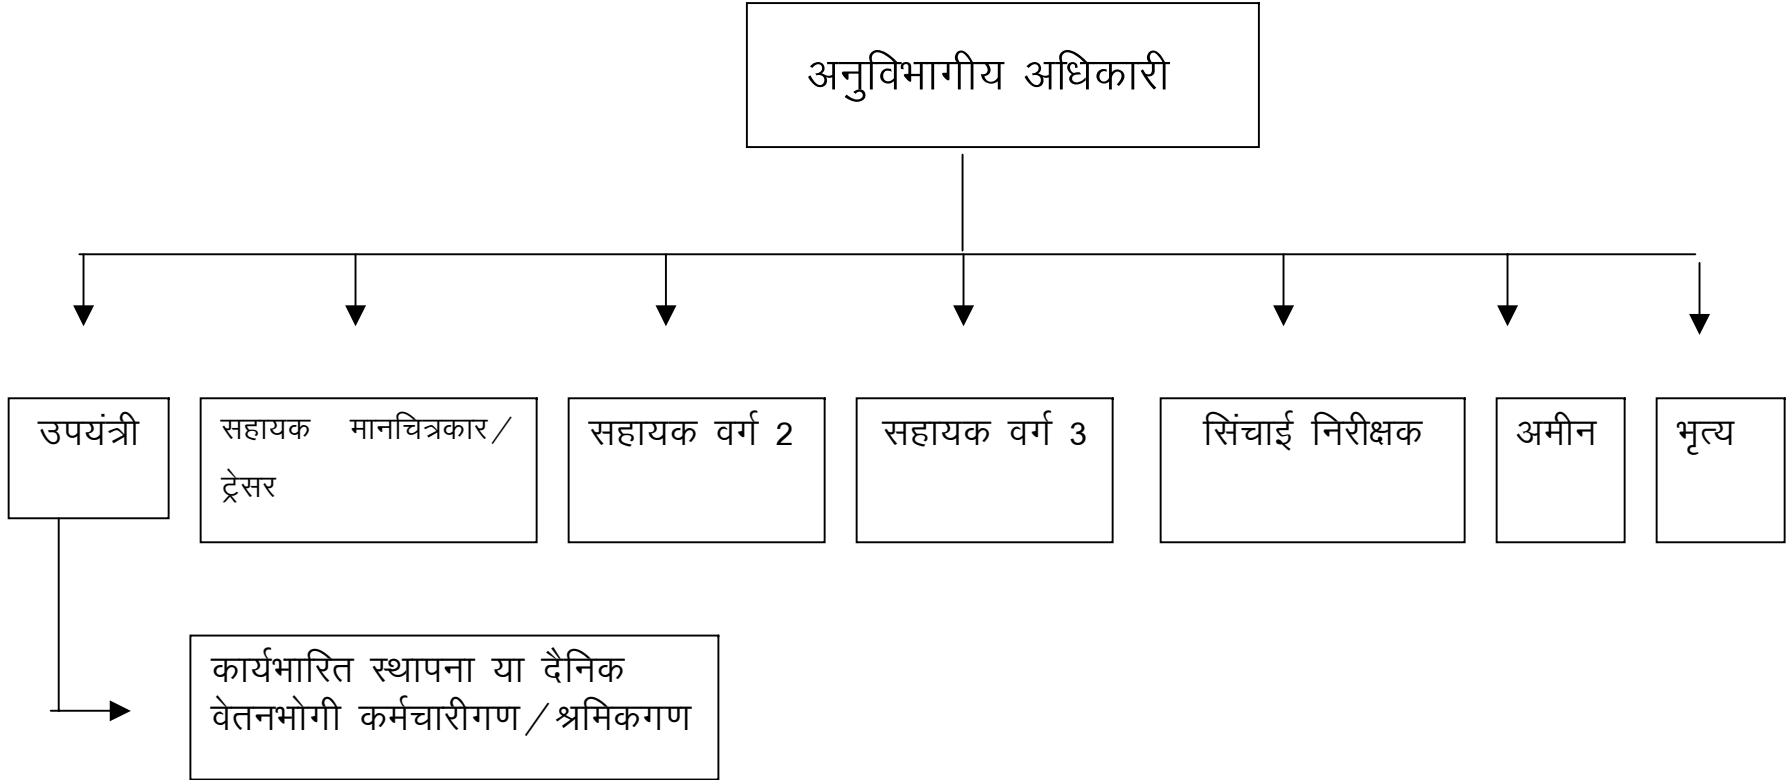 अनुविभागीय अधिकारी
उपयंत्री
सहायक मानचित्रकार/
ट्रेसर
सहायक वर्ग 2
सहायक वर्ग 3
सिंचाई निरीक्षक
अमीन
भृत्य
कार्यभारित स्थापना या दैनिक
वेतनभोगी कर्मचारीगण/श्रमिकगण